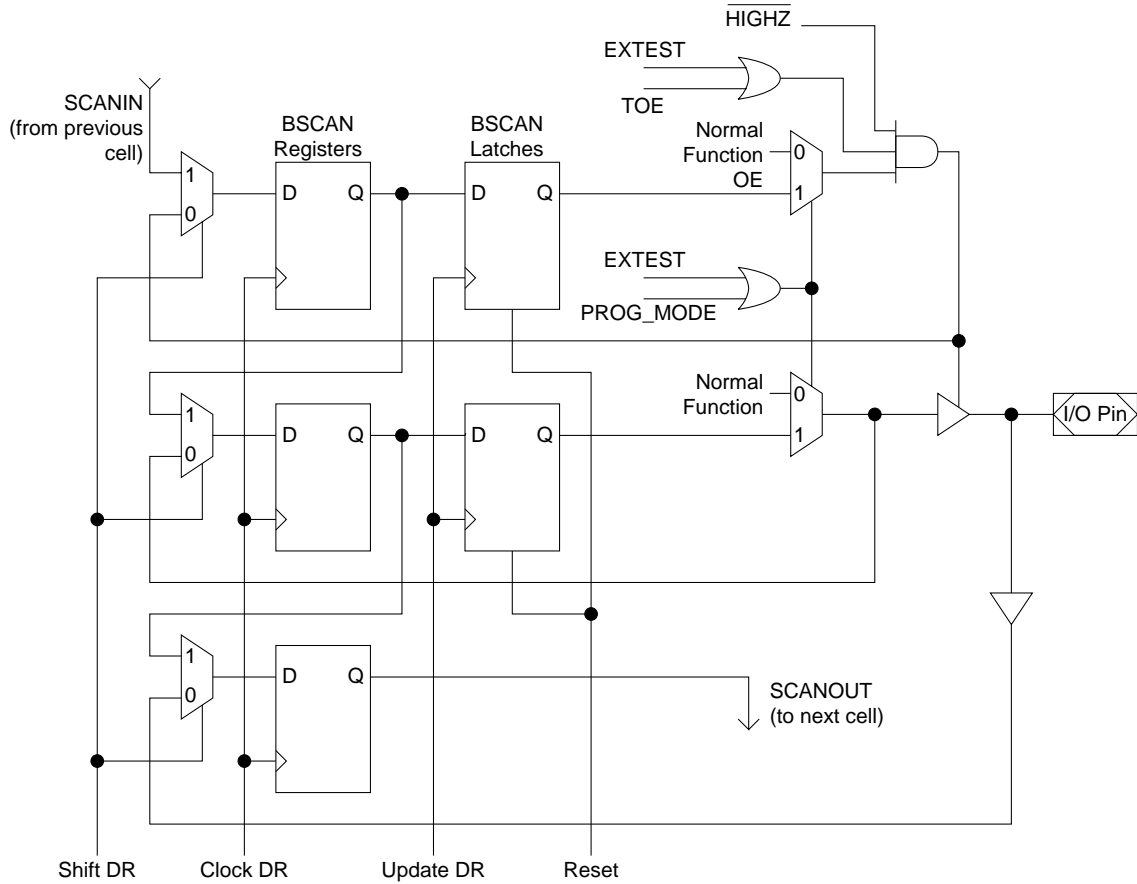 HIGHZ
EXTEST
TOE
SCANIN
(from previous
cell)
BSCAN
Registers
BSCAN
Latches
Normal
Function
OE
0
1
1
0
D
Q
D
Q
EXTEST
PROG_MODE
Normal
Function
0
1
1
0
D
Q
D
Q
I/O Pin
1
0
D
Q
SCANOUT
(to next cell)
Shift DR
Clock DR
Update DR
Reset